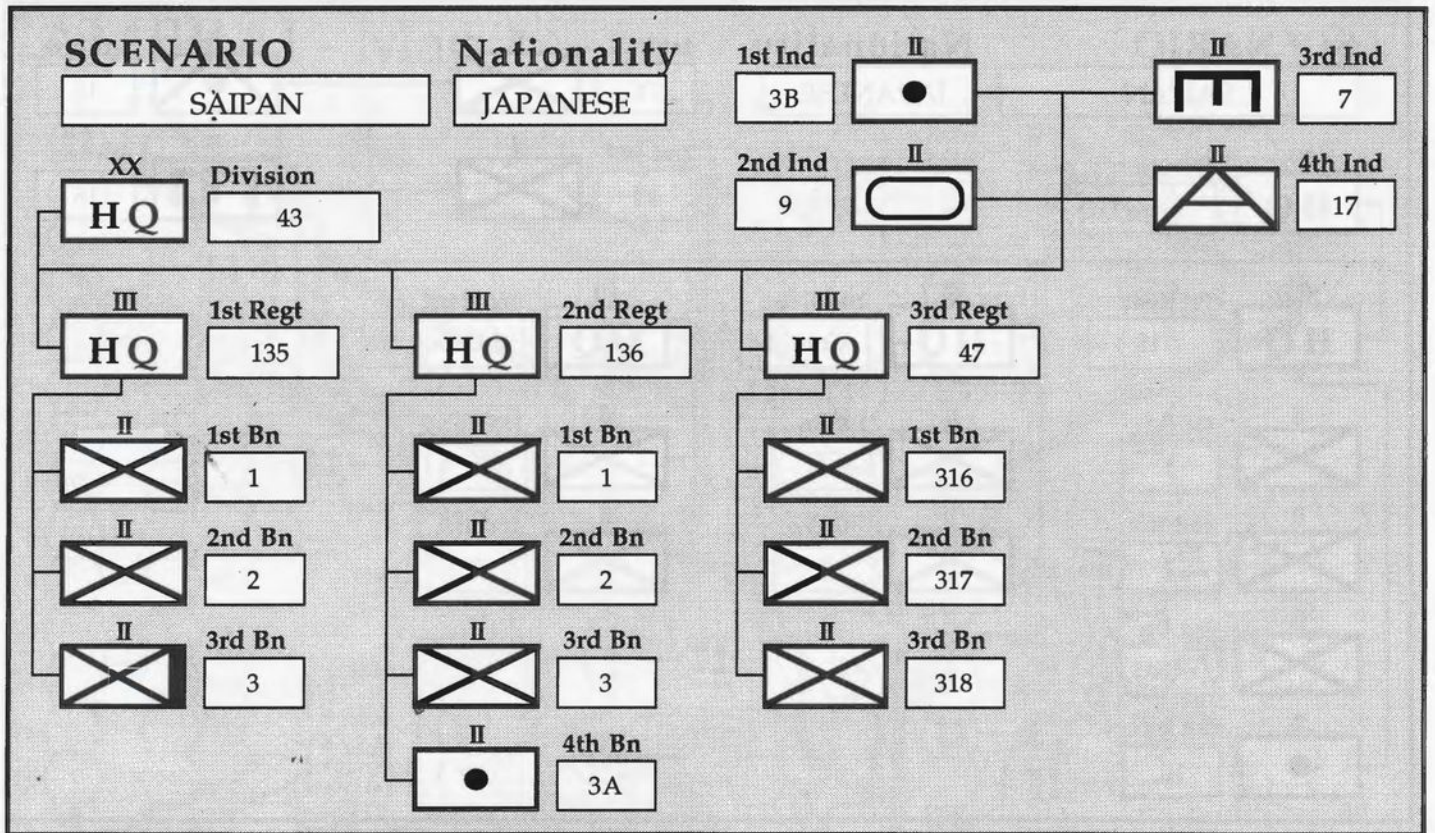 SCENARIO Nationality
SAIPAN JAPANESE
1st Ind II
3B
II 3rd Ind
7
2nd Ind II
9
II 4th Ind
17
XX Division
HQ 43
III 1st Regt
HQ 135
III 2nd Regt
HQ 136
III 3rd Regt
HQ 47
II 1st Bn
1
II 1st Bn
1
II 1st Bn
316
II 2nd Bn
2
II 2nd Bn
2
II 2nd Bn
317
II 3rd Bn
3
II 3rd Bn
3
II 3rd Bn
318
II 4th Bn
3A